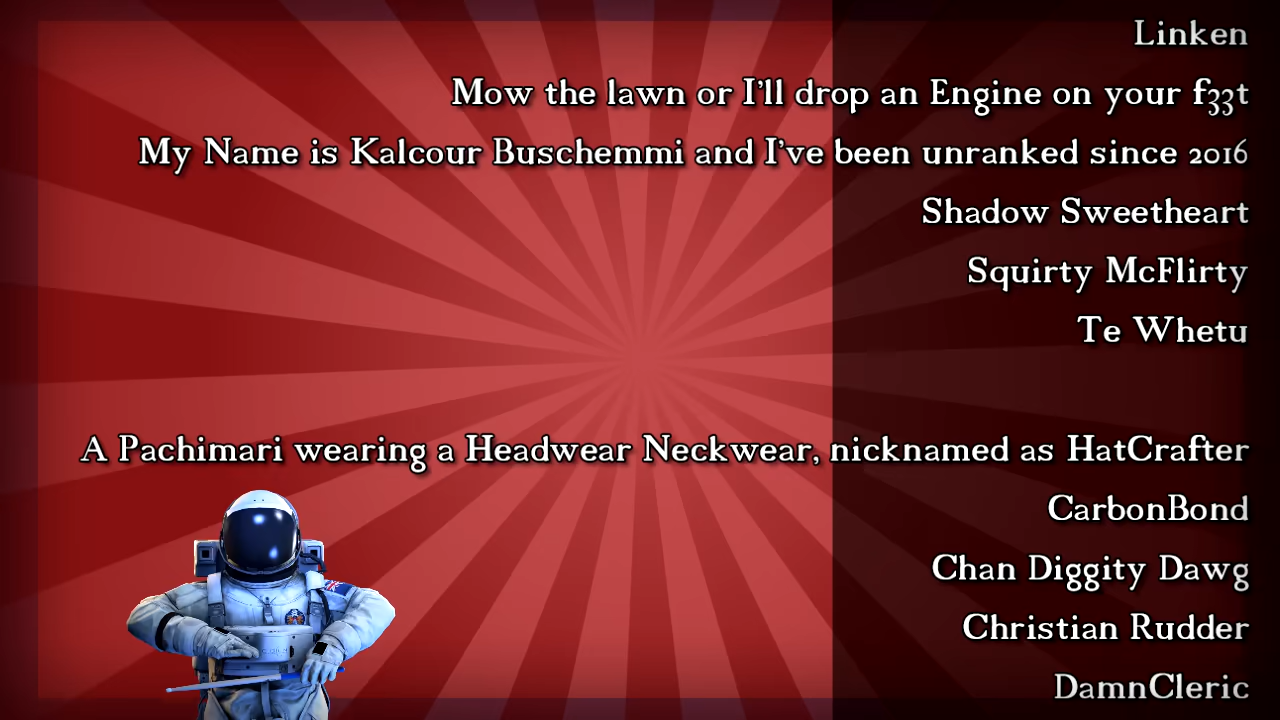 Linken
Mow the lawn or I'll drop an Engine on your f33t
My Name is Kalcour Buschemmi and I've been unranked since 2016
Shadow Sweetheart
Squirty McFlirty
Te Whetu
A Pachimari wearing a Headwear Neckwear, nicknamed as HatCrafter
CarbonBond
Chan Diggity Dawg
Christian Rudder
DamnCleric